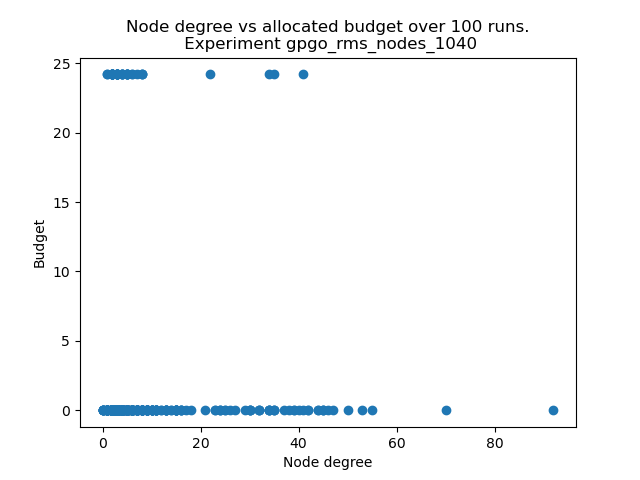 Node degree vs allocated budget over 100 runs.
Experiment gpgo_rms_nodes_1040
25
20
15
10
5
0
Budget
0 20 40 60 80
Node degree